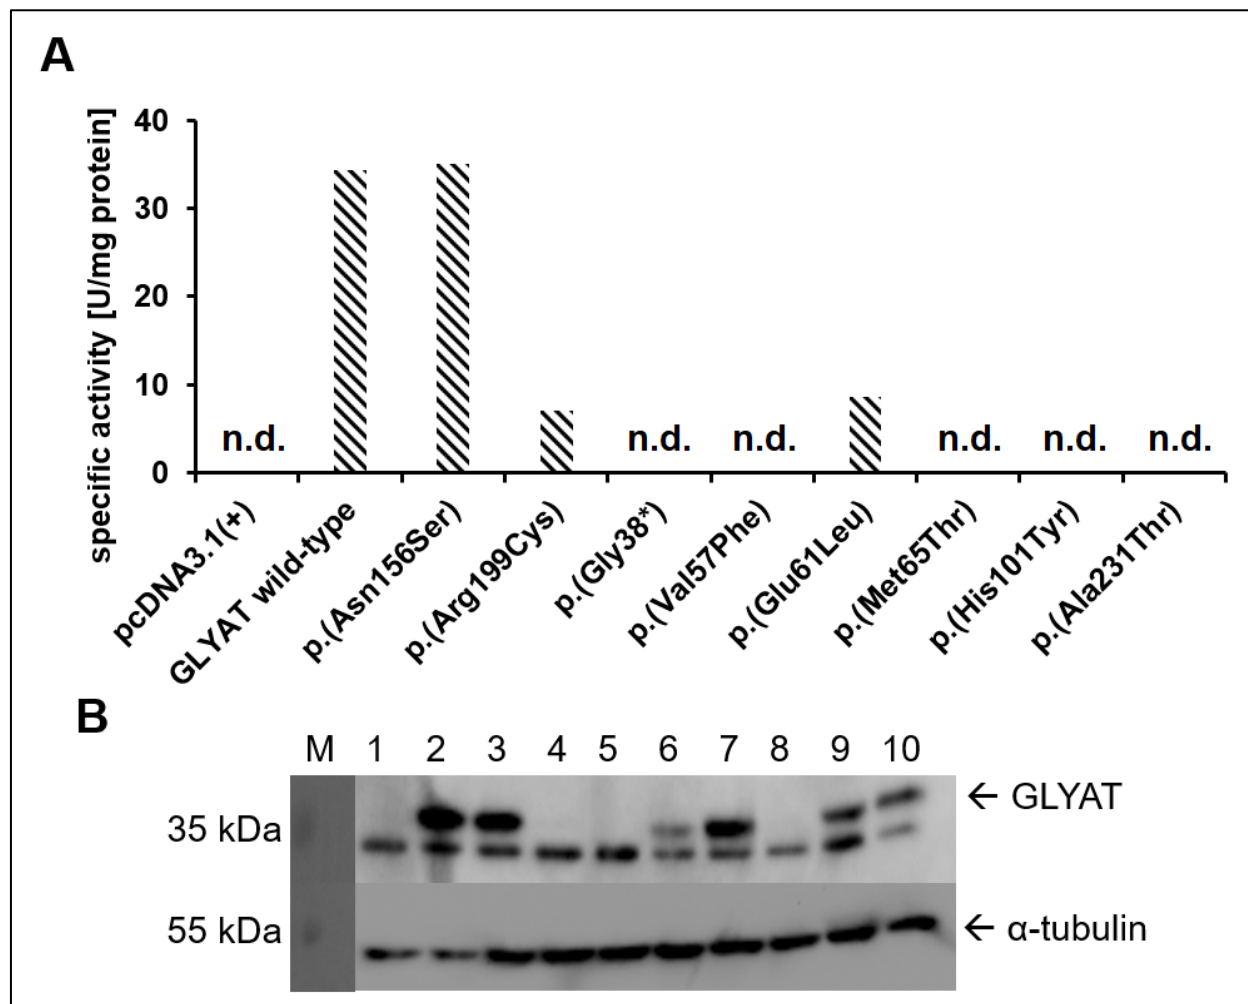 A
specific activity [U/mg protein]
40
30
20
10
0
n.d.
n.d.
n.d.
n.d.
n.d.
n.d.
pcDNA3.1(+)
GLYAT wild-type
p.(Asn156Ser)
p.(Arg199Cys)
p.(Gly38*)
p.(Val57Phe)
p.(Glu61Leu)
p.(Met65Thr)
p.(His101Tyr)
p.(Ala231Thr)
B
M 1 2 3 4 5 6 7 8 9 10
← GLYAT
35 kDa
55 kDa
← α-tubulin